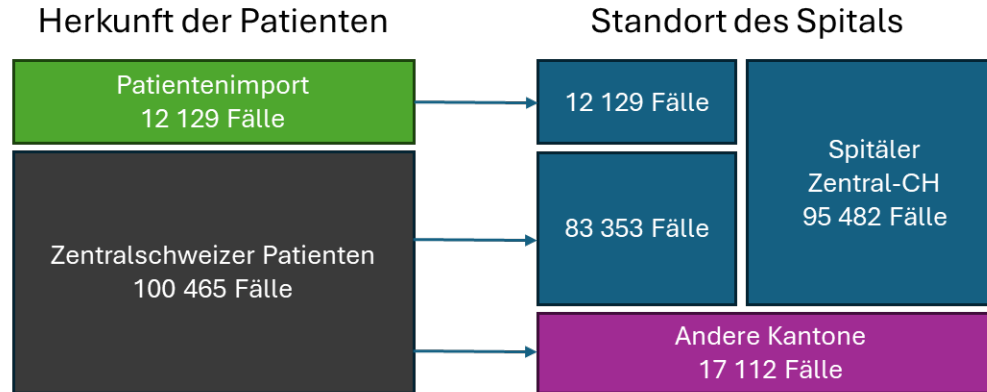 Herkunft der Patienten
Standort des Spitals
Patientenimport
12 129 Fälle
12 129 Fälle
Zentralschweizer Patienten
100 465 Fälle
83 353 Fälle
Spitäler
Zentral-CH
95 482 Fälle
Andere Kantone
17 112 Fälle